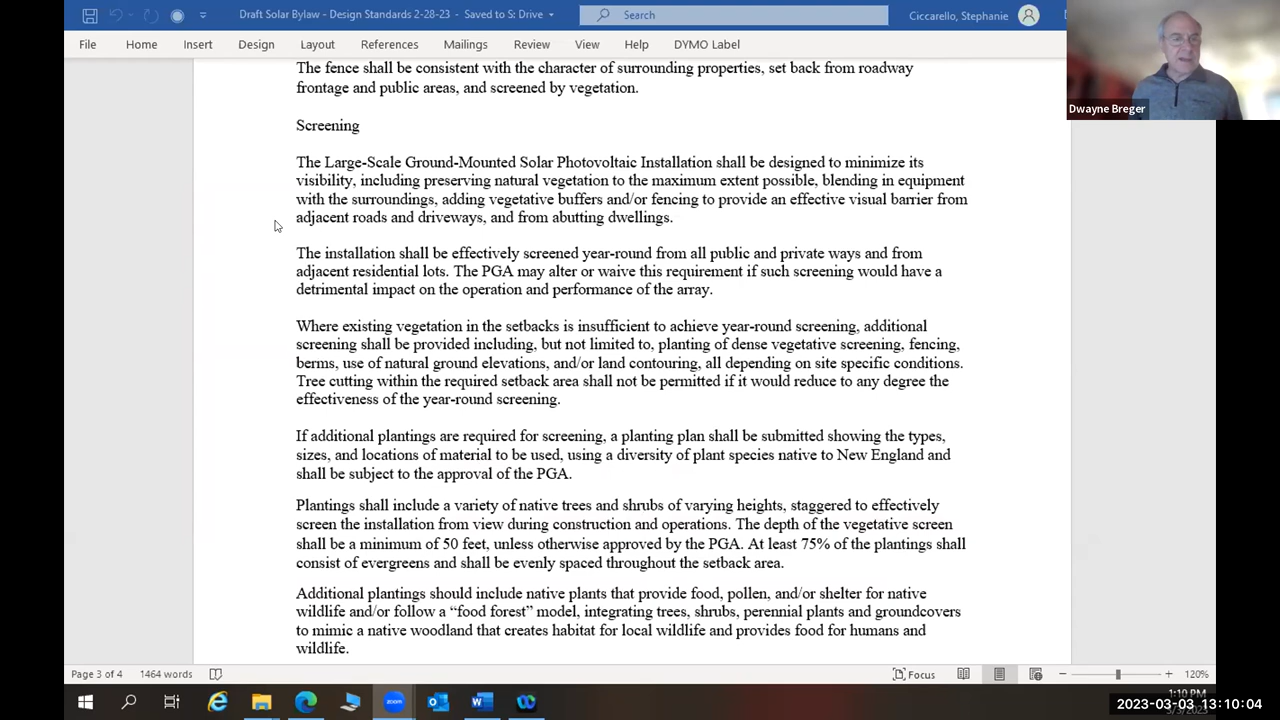 Draft Solar Bylaw - Design Standards 2-28-23 - Saved to S: Drive
Search
Ciccarello, Stephanie
File Home Insert Design Layout References Mailings Review View Help DYMO Label
Dwayne Breger
The fence shall be consistent with the character of surrounding properties, set back from roadway
frontage and public areas, and screened by vegetation.
Screening
The Large-Scale Ground-Mounted Solar Photovoltaic Installation shall be designed to minimize its
visibility, including preserving natural vegetation to the maximum extent possible, blending in equipment
with the surroundings, adding vegetative buffers and/or fencing to provide an effective visual barrier from
adjacent roads and driveways, and from abutting dwellings.
The installation shall be effectively screened year-round from all public and private ways and from
adjacent residential lots. The PGA may alter or waive this requirement if such screening would have a
detrimental impact on the operation and performance of the array.
Where existing vegetation in the setbacks is insufficient to achieve year-round screening, additional
screening shall be provided including, but not limited to, planting of dense vegetative screening, fencing,
berms, use of natural ground elevations, and/or land contouring, all depending on site specific conditions.
Tree cutting within the required setback area shall not be permitted if it would reduce to any degree the
effectiveness of the year-round screening.
If additional plantings are required for screening, a planting plan shall be submitted showing the types,
sizes, and locations of material to be used, using a diversity of plant species native to New England and
shall be subject to the approval of the PGA.
Plantings shall include a variety of native trees and shrubs of varying heights, staggered to effectively
screen the installation from view during construction and operations. The depth of the vegetative screen
shall be a minimum of 50 feet, unless otherwise approved by the PGA. At least 75% of the plantings shall
consist of evergreens and shall be evenly spaced throughout the setback area.
Additional plantings should include native plants that provide food, pollen, and/or shelter for native
wildlife and/or follow a “food forest” model, integrating trees, shrubs, perennial plants and groundcovers
to mimic a native woodland that creates habitat for local wildlife and provides food for humans and
wildlife.
Page 3 of 4 1464 words Focus 120%
zoom
1:10 PM
2023-03-03 13:10:04